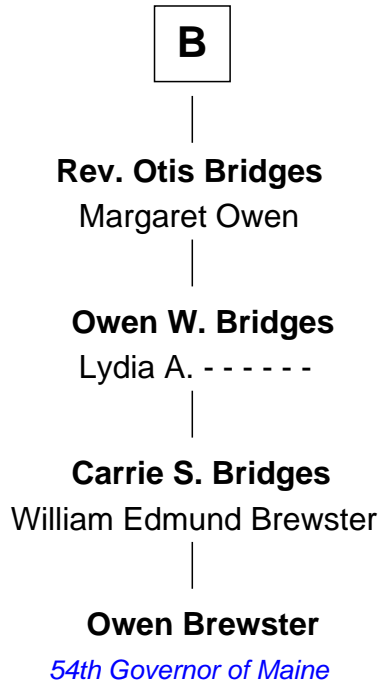 B
Rev. Otis Bridges
Margaret Owen
Owen W. Bridges
Lydia A. - - - - - -
Carrie S. Bridges
William Edmund Brewster
Owen Brewster
54th Governor of Maine